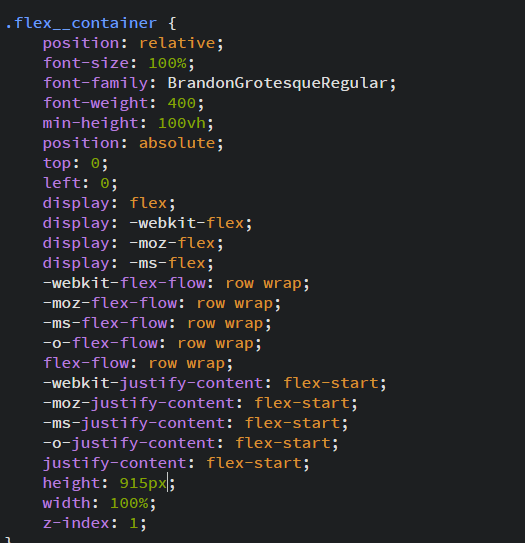 .flex__container {
    position: relative;
    font-size: 100%;
    font-family: BrandonGrotesqueRegular;
    font-weight: 400;
    min-height: 100vh;
    position: absolute;
    top: 0;
    left: 0;
    display: flex;
    display: -webkit-flex;
    display: -moz-flex;
    display: -ms-flex;
    -webkit-flex-flow: row wrap;
    -moz-flex-flow: row wrap;
    -ms-flex-flow: row wrap;
    -o-flex-flow: row wrap;
    flex-flow: row wrap;
    -webkit-justify-content: flex-start;
    -moz-justify-content: flex-start;
    -ms-justify-content: flex-start;
    -o-justify-content: flex-start;
    justify-content: flex-start;
    height: 915px;
    width: 100%;
    z-index: 1;
}